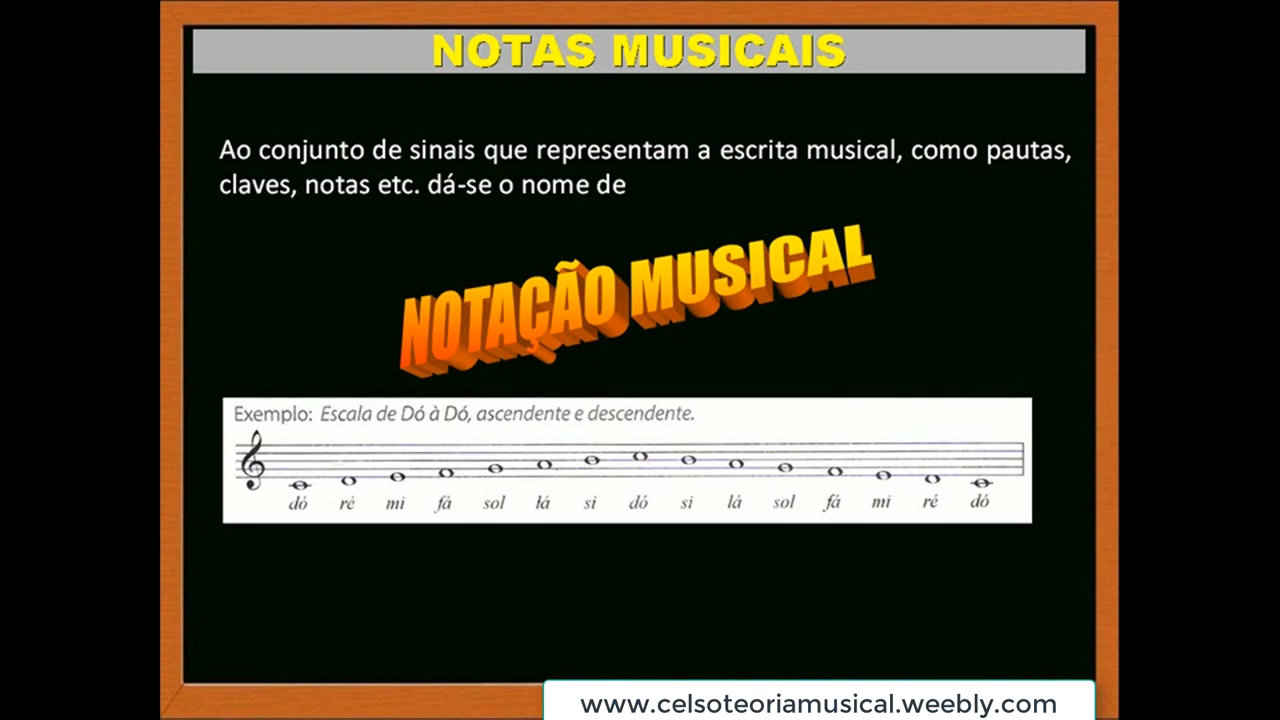 NOTAS MUSICAIS
Ao conjunto de sinais que representam a escrita musical, como pautas,
claves, notas etc. dá-se o nome de
NOTAÇÃO MUSICAL
Exemplo: Escala de Dó à Dó, ascendente e descendente.
dó ré mi fá sol lá si dó si lá sol fá mi ré dó
www.celsoteoriamusical.weebly.com